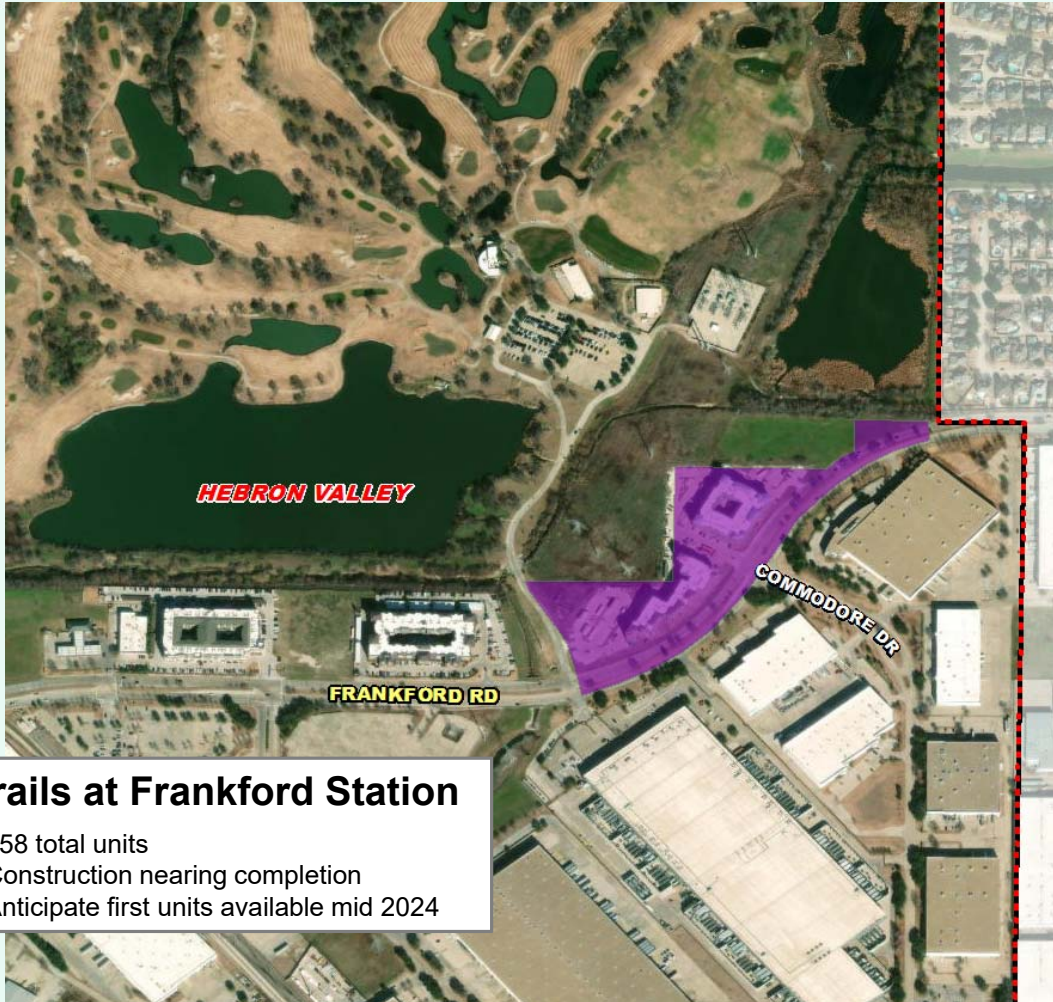 HEBRON VALLEY
COMMODORE DR
FRANKFORD RD
rails at Frankford Station
58 total units
Construction nearing completion
nticipate first units available mid 2024